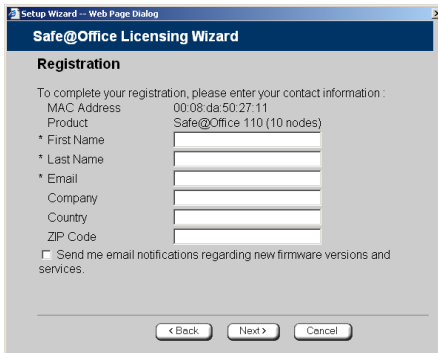 Setup Wizard -- Web Page Dialog
Safe@Office Licensing Wizard
Registration
To complete your registration, please enter your contact information :
MAC Address 00:08:da:50:27:11
Product Safe@Office 110 (10 nodes)
* First Name
* Last Name
* Email
Company
Country
ZIP Code
Send me email notifications regarding new firmware versions and
services.
< Back Next > Cancel